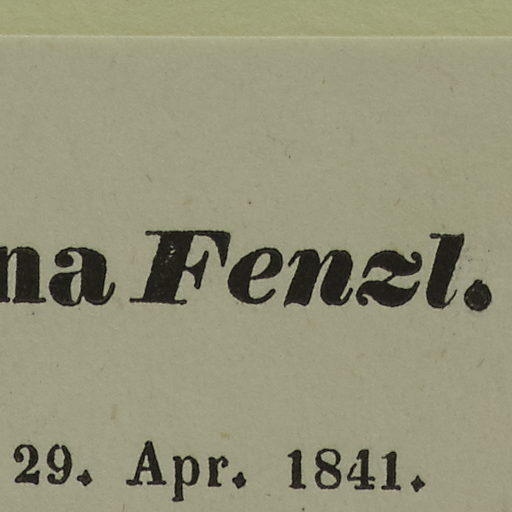 na Fenzl.
29. Apr. 1841.